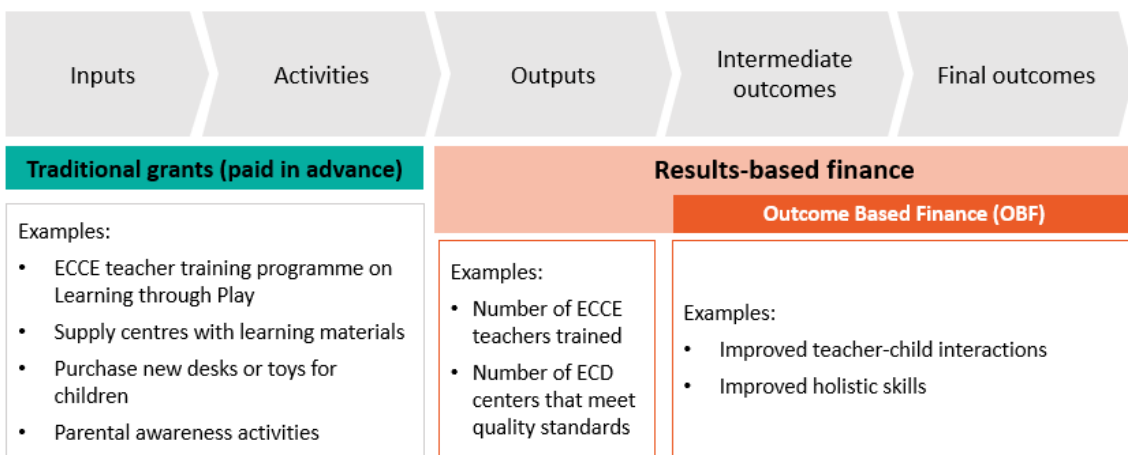 Inputs
Activities
Outputs
Intermediate
outcomes
Final outcomes
Traditional grants (paid in advance)
Results-based finance
Outcome Based Finance (OBF)
Examples:
• ECCE teacher training programme on
Learning through Play
• Supply centres with learning materials
• Purchase new desks or toys for
children
• Parental awareness activities
Examples:
• Number of ECCE
teachers trained
• Number of ECD
centers that meet
quality standards
Examples:
• Improved teacher-child interactions
• Improved holistic skills